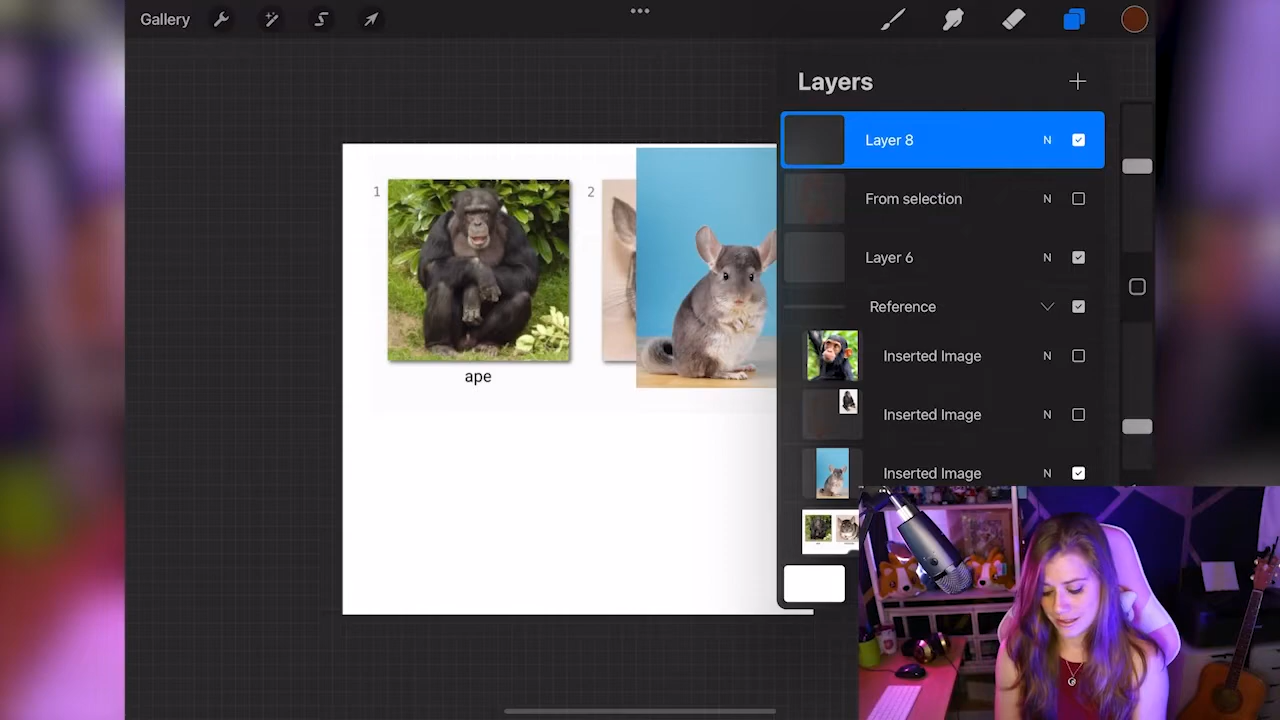 Gallery
Layers
Layer 8 N
From selection N
Layer 6 N
Reference
Inserted Image N
Inserted Image N
Inserted Image N
1
2
ape